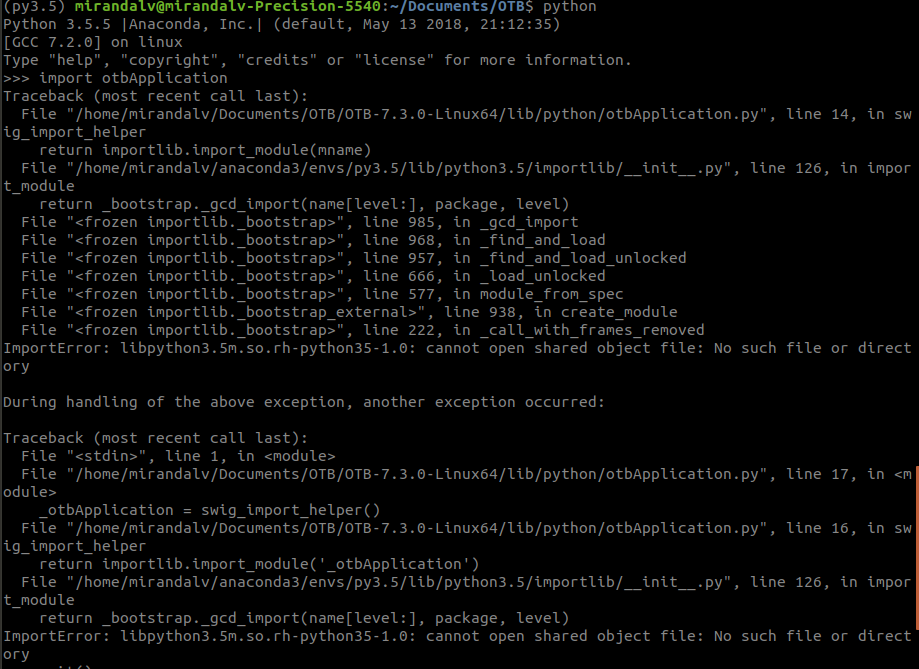 (py3.5) mirandalv@mirandalv-Precision-5540:~/Documents/OTB$ python
Python 3.5.5 |Anaconda, Inc.| (default, May 13 2018, 21:12:35)
[GCC 7.2.0] on linux
Type "help", "copyright", "credits" or "license" for more information.
>>> import otbApplication
Traceback (most recent call last):
  File "/home/mirandalv/Documents/OTB/OTB-7.3.0-Linux64/lib/python/otbApplication.py", line 14, in sw
ig_import_helper
    return importlib.import_module(mname)
  File "/home/mirandalv/anaconda3/envs/py3.5/lib/python3.5/importlib/__init__.py", line 126, in impor
t_module
    return _bootstrap._gcd_import(name[level:], package, level)
  File "<frozen importlib._bootstrap>", line 985, in _gcd_import
  File "<frozen importlib._bootstrap>", line 968, in _find_and_load
  File "<frozen importlib._bootstrap>", line 957, in _find_and_load_unlocked
  File "<frozen importlib._bootstrap>", line 666, in _load_unlocked
  File "<frozen importlib._bootstrap>", line 577, in module_from_spec
  File "<frozen importlib._bootstrap_external>", line 938, in create_module
  File "<frozen importlib._bootstrap>", line 222, in _call_with_frames_removed
ImportError: libpython3.5m.so.rh-python35-1.0: cannot open shared object file: No such file or direct
ory

During handling of the above exception, another exception occurred:

Traceback (most recent call last):
  File "<stdin>", line 1, in <module>
  File "/home/mirandalv/Documents/OTB/OTB-7.3.0-Linux64/lib/python/otbApplication.py", line 17, in <m
odule>
    _otbApplication = swig_import_helper()
  File "/home/mirandalv/Documents/OTB/OTB-7.3.0-Linux64/lib/python/otbApplication.py", line 16, in sw
ig_import_helper
    return importlib.import_module('_otbApplication')
  File "/home/mirandalv/anaconda3/envs/py3.5/lib/python3.5/importlib/__init__.py", line 126, in impor
t_module
    return _bootstrap._gcd_import(name[level:], package, level)
ImportError: libpython3.5m.so.rh-python35-1.0: cannot open shared object file: No such file or direct
ory